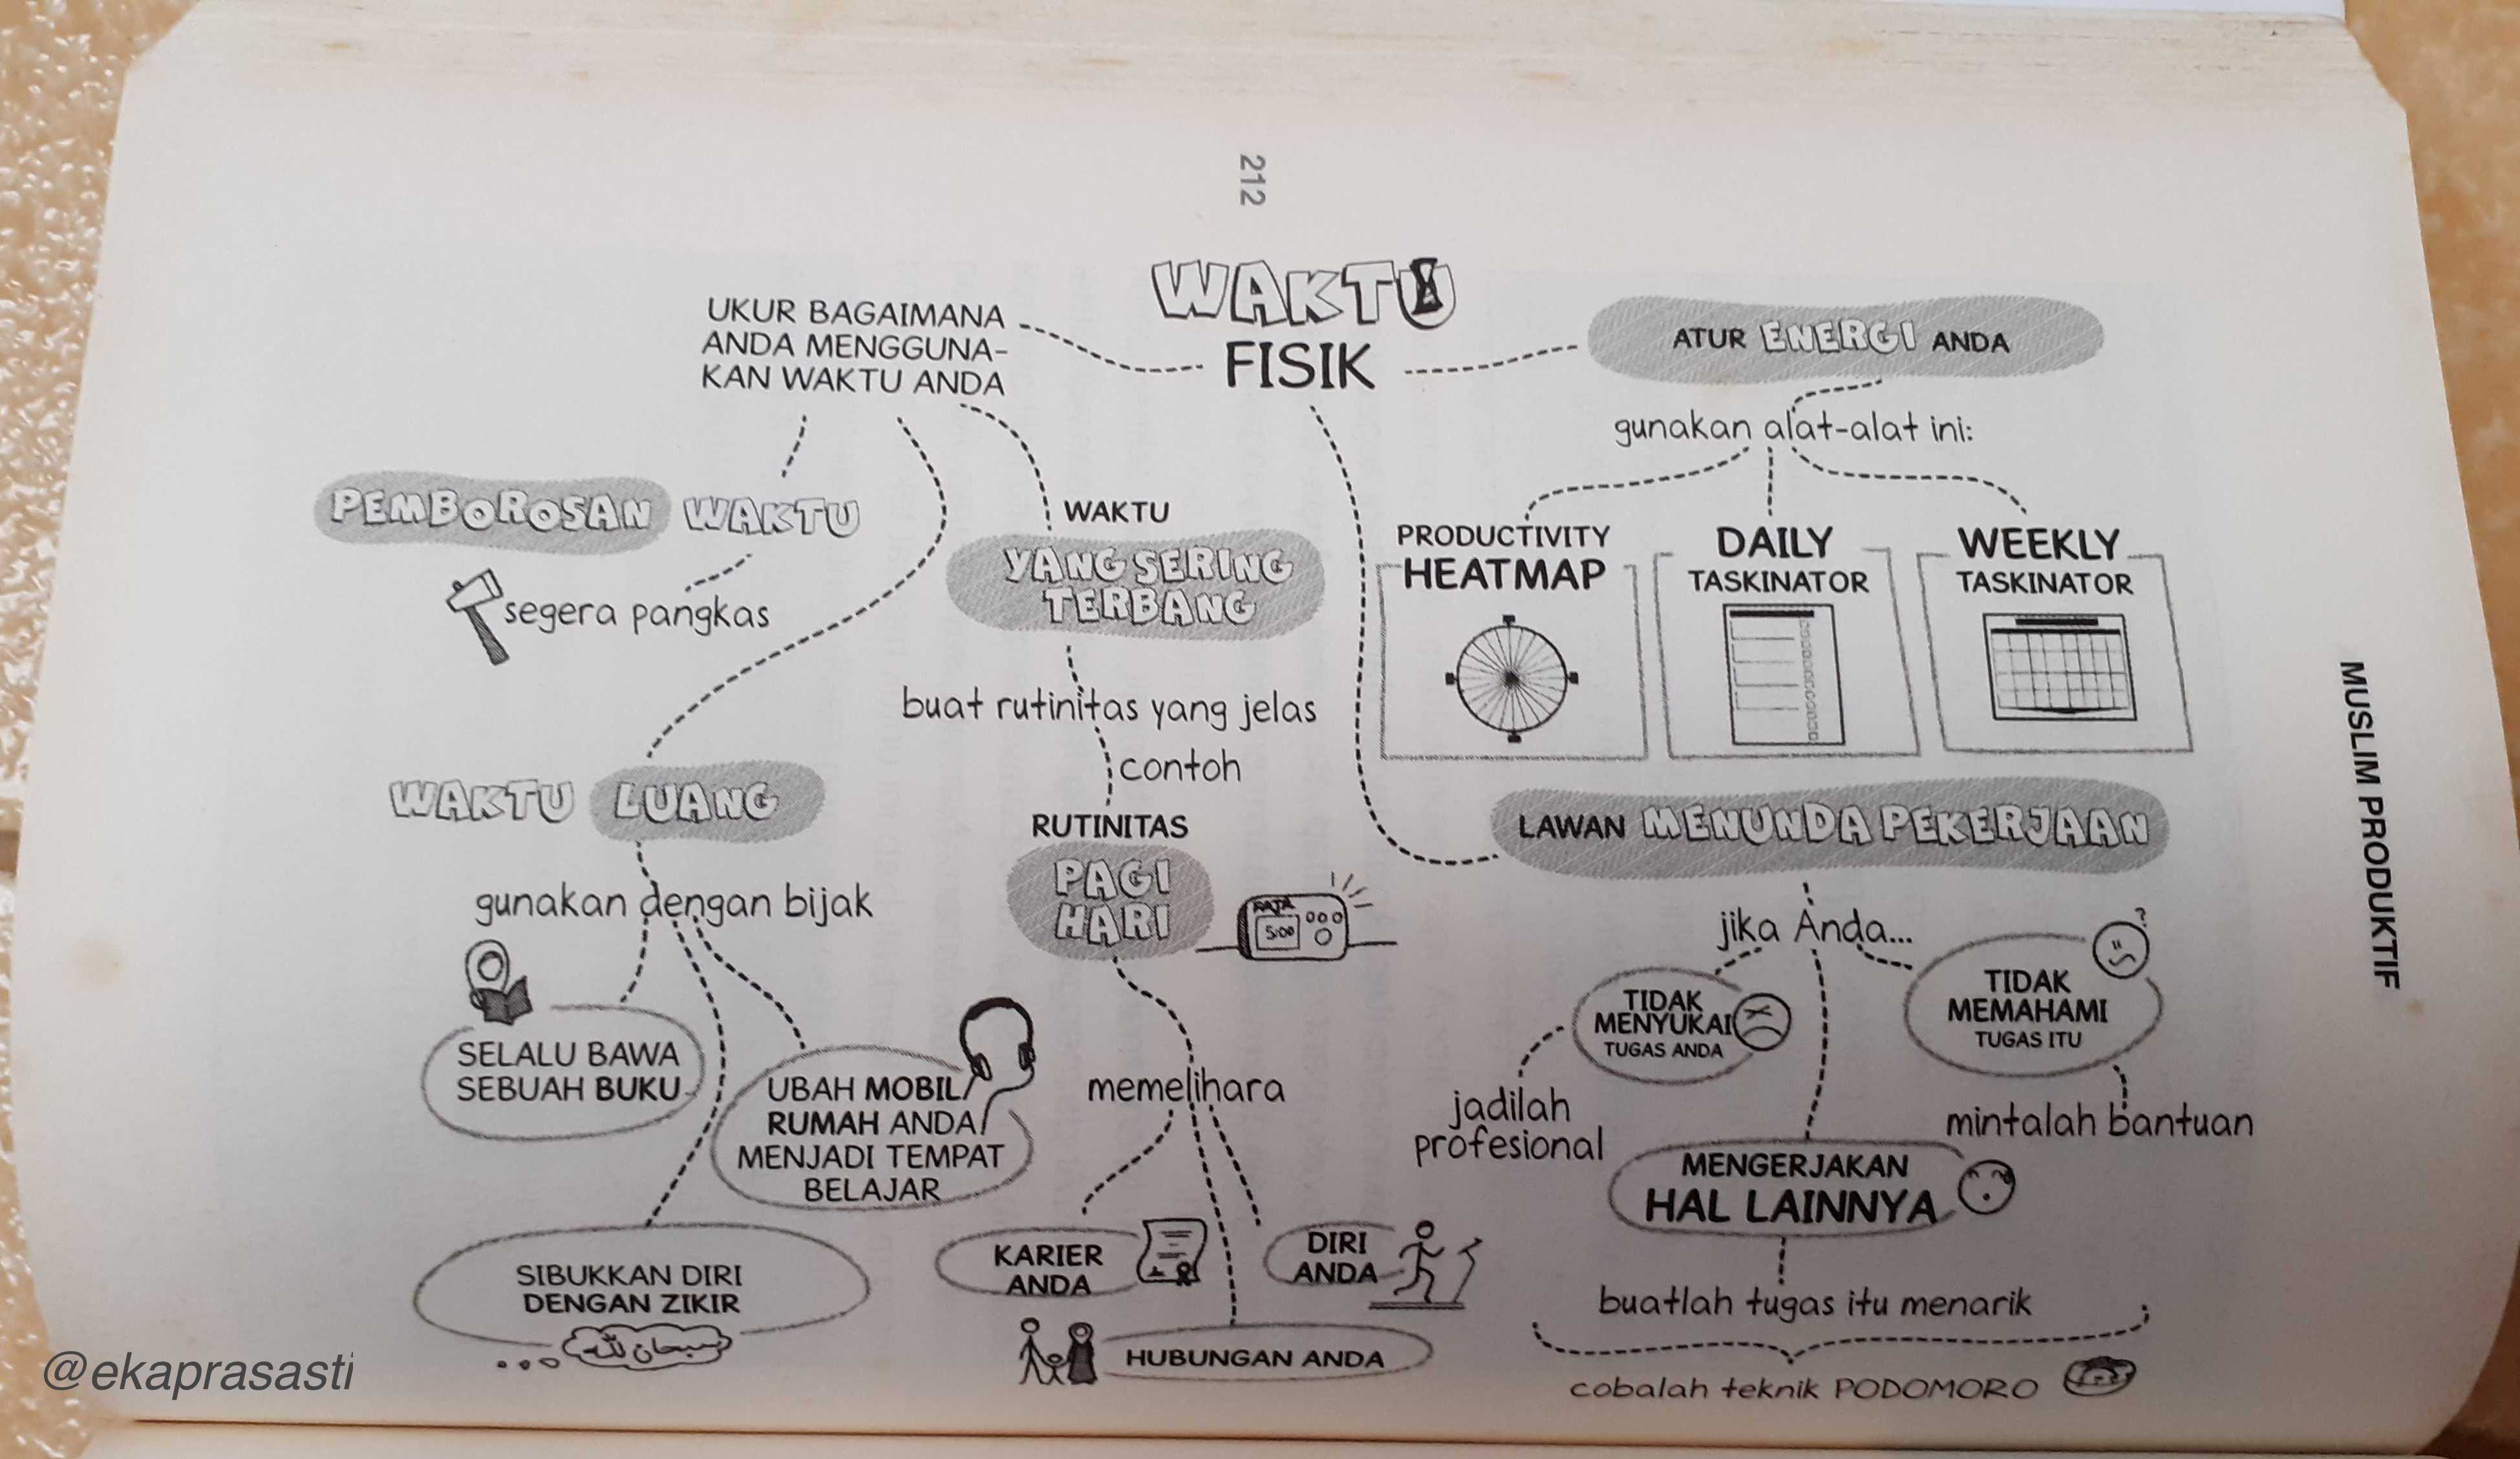 212
WAKTU
FISIK
UKUR BAGAIMANA
ANDA MENGGUNA-
KAN WAKTU ANDA
PEMBOROSAN WAKTU
segera pangkas
WAKTU
YANG SERING
TERBANG
buat rutinitas yang jelas
contoh
RUTINITAS
PAGI
HARI
5:00
memelihara
KARIER
ANDA
DIRI
ANDA
HUBUNGAN ANDA
WAKTU LUANG
gunakan dengan bijak
SELALU BAWA
SEBUAH BUKU
UBAH MOBIL/
RUMAH ANDA
MENJADI TEMPAT
BELAJAR
SIBUKKAN DIRI
DENGAN ZIKIR
سبحان الله
ATUR ENERGI ANDA
gunakan alat-alat ini:
PRODUCTIVITY
HEATMAP
DAILY
TASKINATOR
WEEKLY
TASKINATOR
LAWAN MENUNDA PEKERJAAN
jika Anda...
TIDAK
MENYUKAI
TUGAS ANDA
jadilah
profesional
MENGERJAKAN
HAL LAINNYA
buatlah tugas itu menarik
TIDAK
MEMAHAMI
TUGAS ITU
?
mintalah bantuan
cobalah teknik PODOMORO
MUSLIM PRODUKTIF
@ekaprasasti